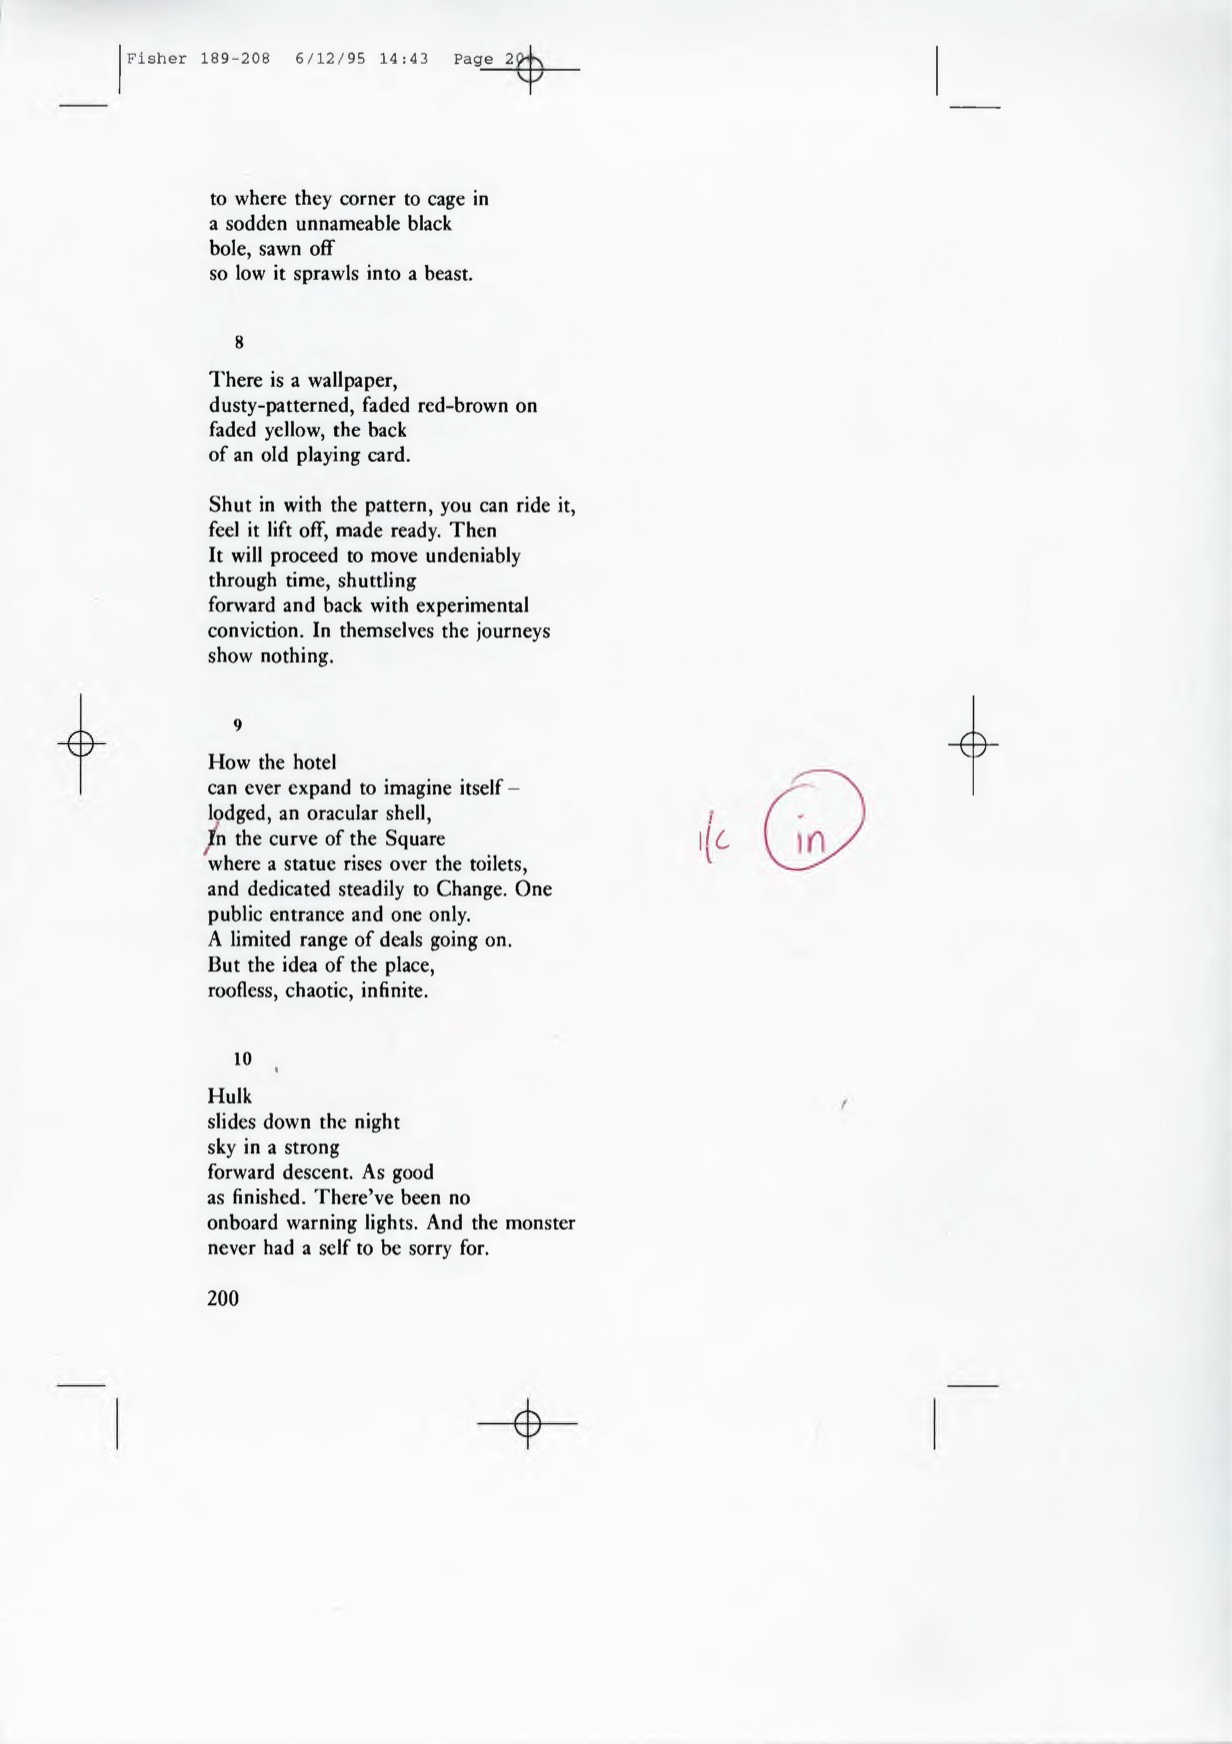 Fisher 189-208 6/12/95 14:43 Page
to where they corner to cage in
a sodden unnameable black
bole, sawn off
so low it sprawls into a beast.
8
There is a wallpaper,
dusty-patterned, faded red-brown on
faded yellow, the back
of an old playing card.
Shut in with the pattern, you can ride it,
feel it lift off, made ready. Then
It will proceed to move undeniably
through time, shuttling
forward and back with experimental
conviction. In themselves the journeys
show nothing.
9
How the hotel
can ever expand to imagine itself –
lodged, an oracular shell,
In the curve of the Square
l/c in
where a statue rises over the toilets,
and dedicated steadily to Change. One
public entrance and one only.
A limited range of deals going on.
But the idea of the place,
roofless, chaotic, infinite.
10
Hulk
slides down the night
sky in a strong
forward descent. As good
as finished. There’ve been no
onboard warning lights. And the monster
never had a self to be sorry for.
200